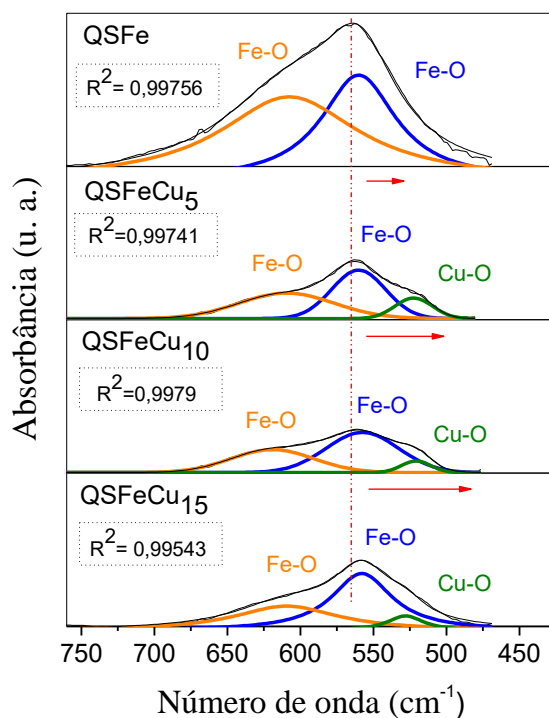 QSFe
Fe-O
Fe-O
R²= 0,99756
QSFeCu₅
R²=0,99741
Fe-O
Fe-O
Cu-O
QSFeCu₁₀
R²=0,9979
Fe-O
Fe-O
Cu-O
QSFeCu₁₅
R²= 0,99543
Fe-O
Fe-O
Cu-O
Absorbância (u. a.)
750 700 650 600 550 500 450
Número de onda (cm⁻¹)